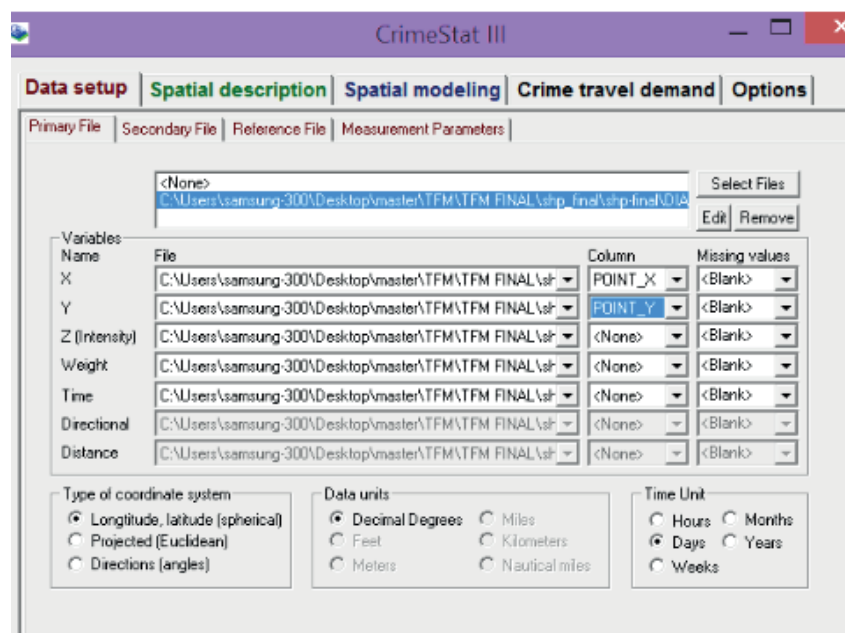 CrimeStat III
Data setup Spatial description Spatial modeling Crime travel demand Options
Primary File Secondary File Reference File Measurement Parameters
<None> Select Files
C:\Users\samsung-300\Desktop\master\TFM\TFM FINAL\shp_final\shp-final\DIA
Edit Remove
Variables
Name File Column Missing values
X C:\Users\samsung-300\Desktop\master\TFM\TFM FINAL\sh POINT_X <Blank>
Y C:\Users\samsung-300\Desktop\master\TFM\TFM FINAL\sh POINT_Y <Blank>
Z (Intensity) C:\Users\samsung-300\Desktop\master\TFM\TFM FINAL\sh <None> <Blank>
Weight C:\Users\samsung-300\Desktop\master\TFM\TFM FINAL\sh <None> <Blank>
Time C:\Users\samsung-300\Desktop\master\TFM\TFM FINAL\sh <None> <Blank>
Directional C:\Users\samsung-300\Desktop\master\TFM\TFM FINAL\sh <None> <Blank>
Distance C:\Users\samsung-300\Desktop\master\TFM\TFM FINAL\sh <None> <Blank>
Type of coordinate system Data units Time Unit
Longtitude, latitude (spherical) Decimal Degrees Miles Hours Months
Projected (Euclidean) Feet Kilometers Days Years
Directions (angles) Meters Nautical miles Weeks